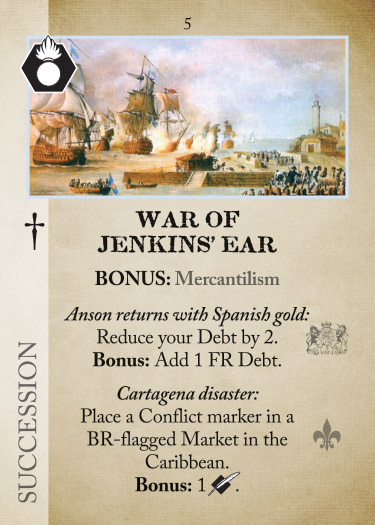 5
WAR OF
JENKINS' EAR
BONUS: Mercantilism
Anson returns with Spanish gold:
Reduce your Debt by 2.
Bonus: Add 1 FR Debt.
Cartagena disaster:
Place a Conflict marker in a
BR-flagged Market in the
Caribbean.
Bonus: 1 .
SUCCESSION